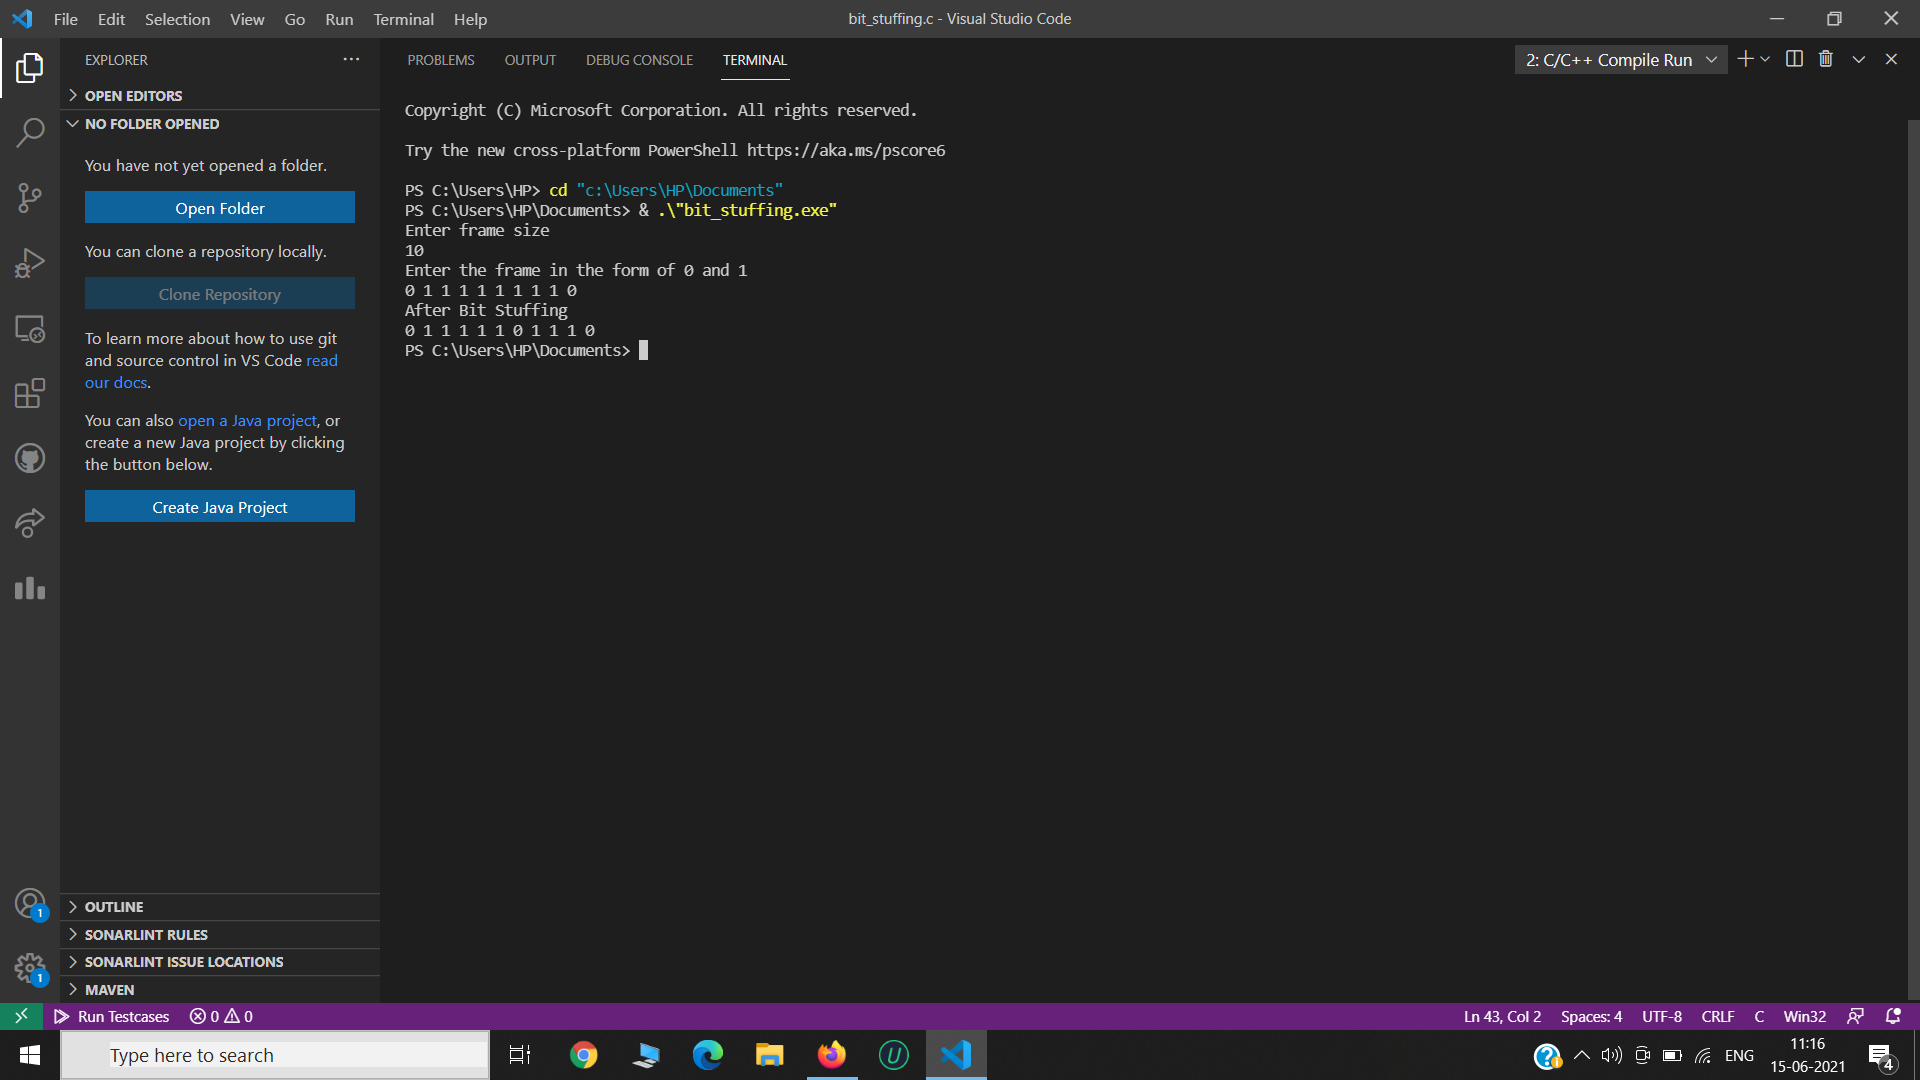 File Edit Selection View Go Run Terminal Help
bit_stuffing.c - Visual Studio Code
EXPLORER
OPEN EDITORS
NO FOLDER OPENED
You have not yet opened a folder.
Open Folder
You can clone a repository locally.
Clone Repository
To learn more about how to use git
and source control in VS Code read
our docs.
You can also open a Java project, or
create a new Java project by clicking
the button below.
Create Java Project
OUTLINE
SONARLINT RULES
SONARLINT ISSUE LOCATIONS
MAVEN
1
1
PROBLEMS OUTPUT DEBUG CONSOLE TERMINAL
2: C/C++ Compile Run
Copyright (C) Microsoft Corporation. All rights reserved.
Try the new cross-platform PowerShell https://aka.ms/pscore6
PS C:\Users\HP> cd "c:\Users\HP\Documents"
PS C:\Users\HP\Documents> & .\"bit_stuffing.exe"
Enter frame size
10
Enter the frame in the form of 0 and 1
0 1 1 1 1 1 1 1 1 0
After Bit Stuffing
0 1 1 1 1 1 0 1 1 1 0
PS C:\Users\HP\Documents>
Run Testcases 0 0
Ln 43, Col 2 Spaces: 4 UTF-8 CRLF C Win32
Type here to search
U
ENG
11:16
15-06-2021
4